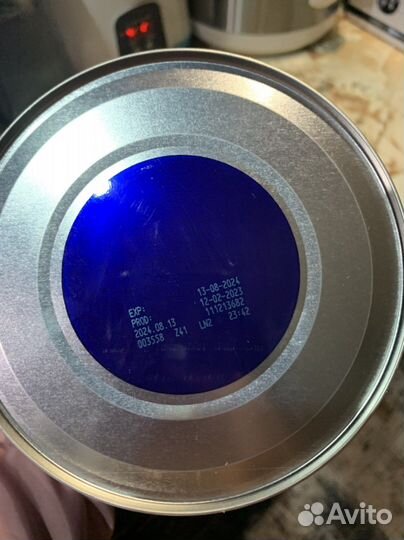 EXP: 13-08-2024
PROD: 12-02-2023
2024.08.13 111213682
003558 Z41 LN2 23:42
Avito